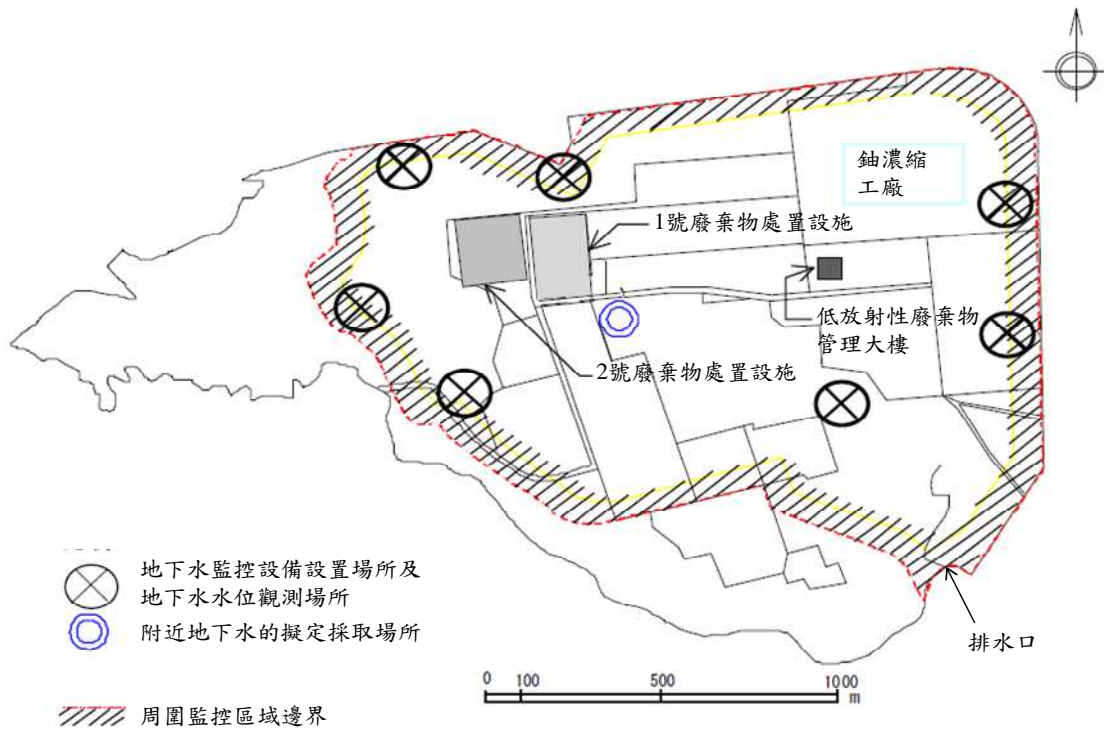 鈾濃縮
工廠
1號廢棄物處置設施
低放射性廢棄物
管理大樓
2號廢棄物處置設施
地下水監控設備設置場所及
地下水水位觀測場所
附近地下水的擬定採取場所
排水口
0 100 500 1000
m
周圍監控區域邊界